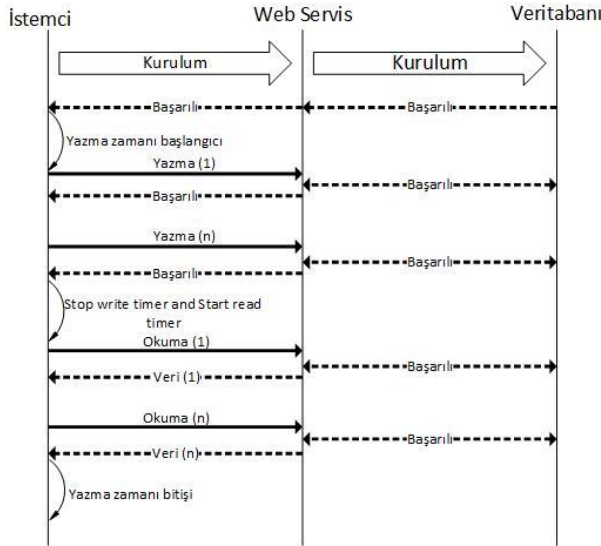 İstemci
Web Servis
Veritabanı
Kurulum
Kurulum
Başarılı
Başarılı
Yazma zamanı başlangıcı
Yazma (1)
Başarılı
Başarılı
Yazma (n)
Başarılı
Başarılı
Stop write timer and Start read
timer
Okuma (1)
Başarılı
Veri (1)
Okuma (n)
Başarılı
Veri (n)
Yazma zamanı bitişi